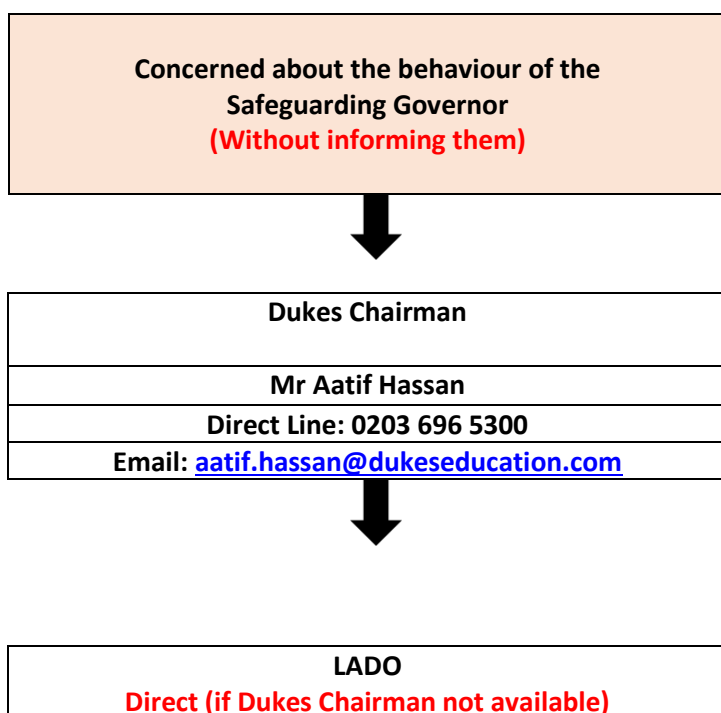 Concerned about the behaviour of the
Safeguarding Governor
(Without informing them)
Dukes Chairman
Mr Aatif Hassan
Direct Line: 0203 696 5300
Email: aatif.hassan@dukeseducation.com
LADO
Direct (if Dukes Chairman not available)